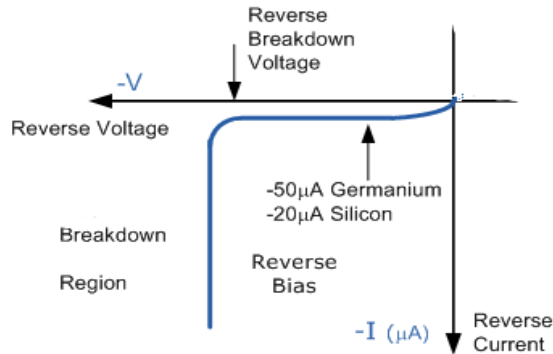 Reverse
Breakdown
Voltage
-V
Reverse Voltage
-50μA Germanium
-20μA Silicon
Breakdown
Region
Reverse
Bias
-I (μA)
Reverse
Current